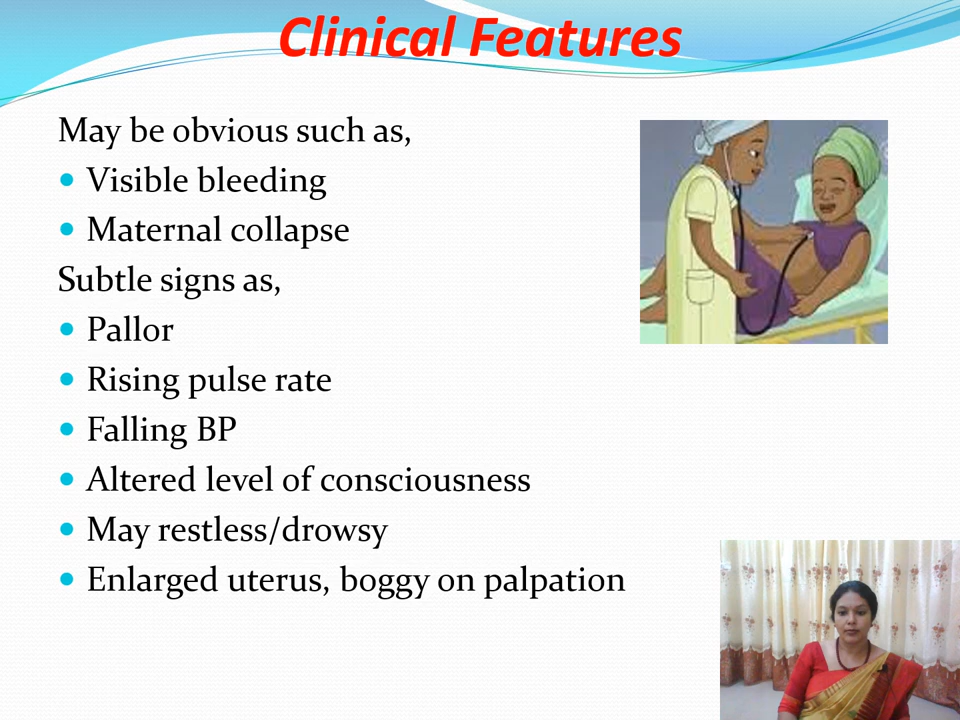 Clinical Features
May be obvious such as,
• Visible bleeding
• Maternal collapse
Subtle signs as,
• Pallor
• Rising pulse rate
• Falling BP
• Altered level of consciousness
• May restless/drowsy
• Enlarged uterus, boggy on palpation